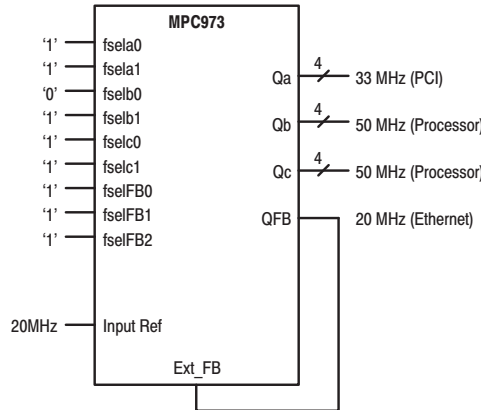 MPC973
‘1’ fsela0
‘1’ fsela1
‘0’ fselb0
‘1’ fselb1
‘1’ fselc0
‘1’ fselc1
‘1’ fselFB0
‘1’ fselFB1
‘1’ fselFB2
20MHz Input Ref
Ext_FB
Qa 4 33 MHz (PCI)
Qb 4 50 MHz (Processor)
Qc 4 50 MHz (Processor)
QFB 20 MHz (Ethernet)